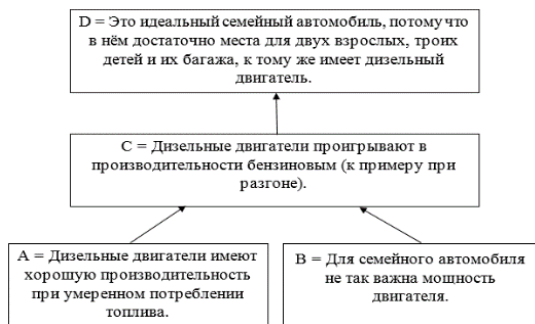 D = Это идеальный семейный автомобиль, потому что
в нём достаточно места для двух взрослых, троих
детей и их багажа, к тому же имеет дизельный
двигатель.
C = Дизельные двигатели проигрывают в
производительности бензиновым (к примеру при
разгоне).
A = Дизельные двигатели имеют
хорошую производительность
при умеренном потреблении
топлива.
B = Для семейного автомобиля
не так важна мощность
двигателя.